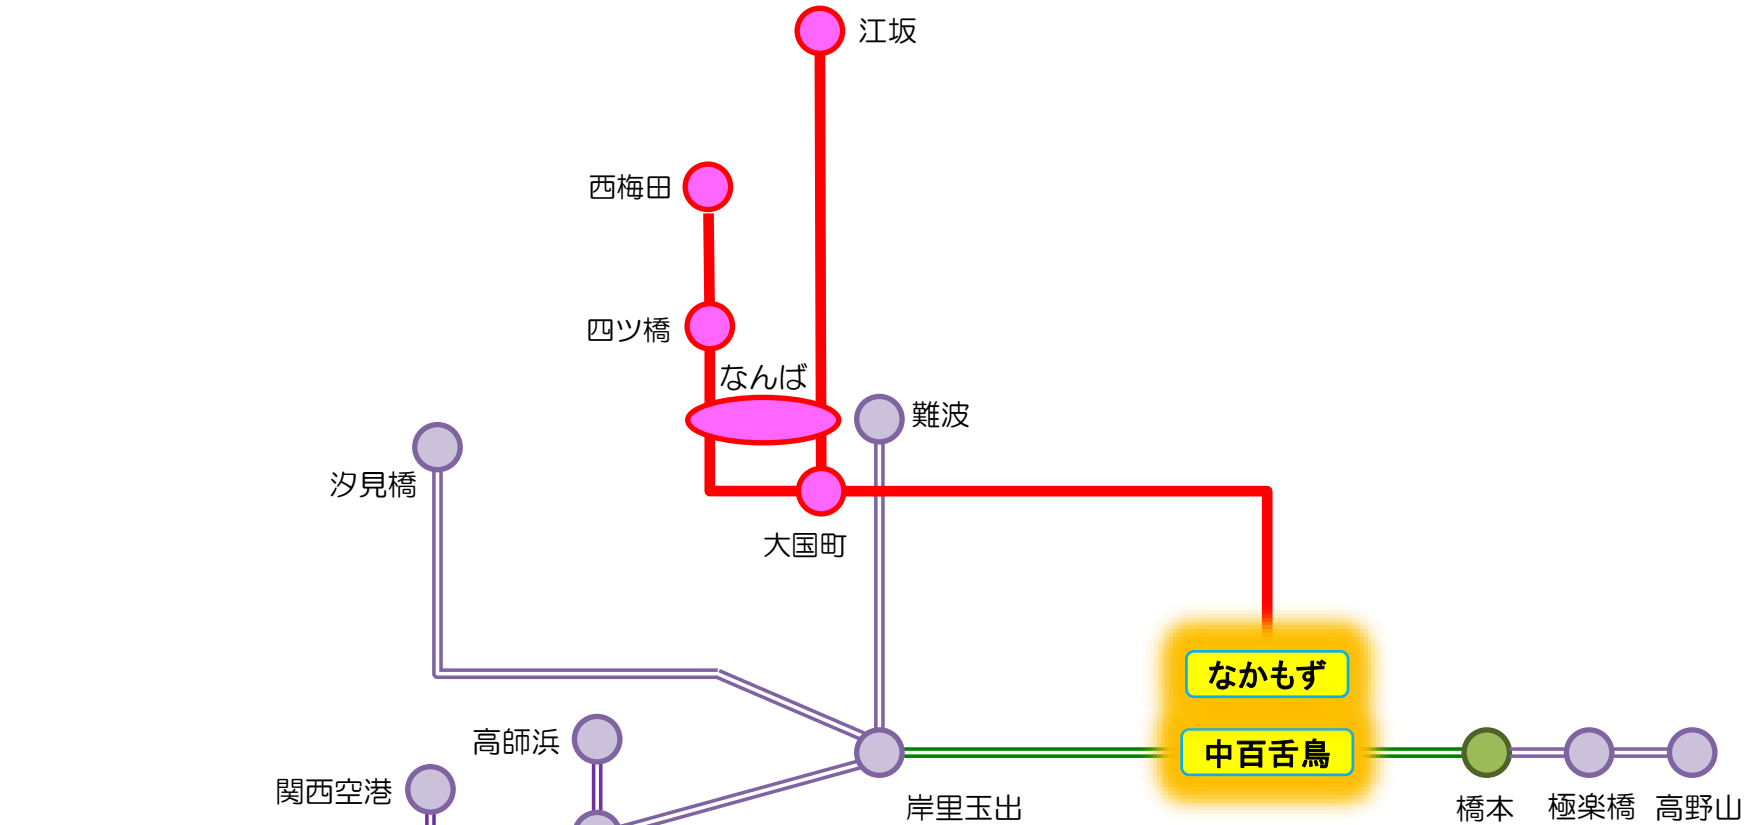 江坂
西梅田
四ツ橋
なんば
難波
汐見橋
大国町
なかもず
高師浜
中百舌鳥
関西空港
岸里玉出
橋本
極楽橋
高野山